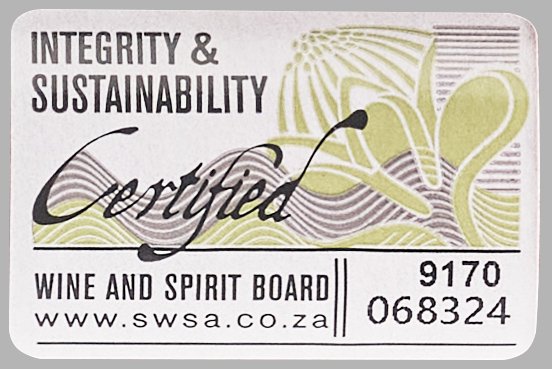 INTEGRITY &
SUSTAINABILITY
Certified
WINE AND SPIRIT BOARD
www.swsa.co.za
9170
068324